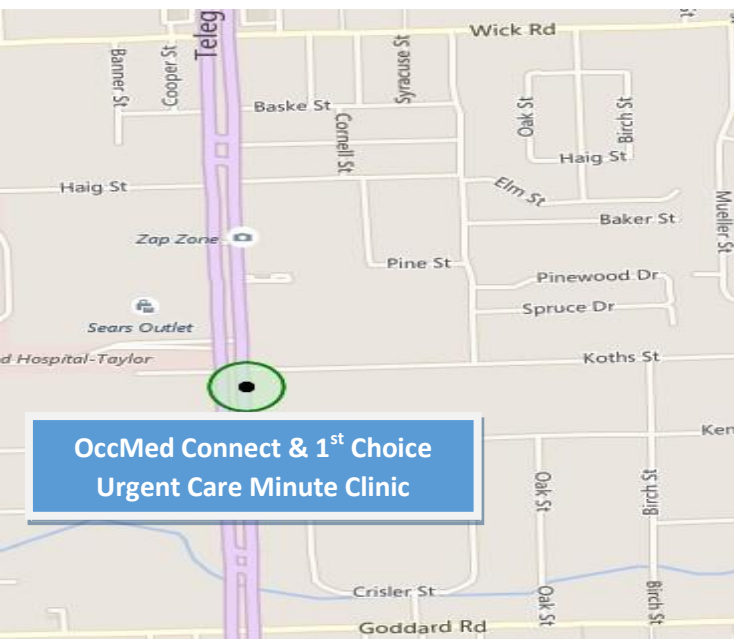 Teleg
Wick Rd
St
Banner St
Cooper St
Syracuse St
Baske St
Cornell St
Oak St
Birch St
Haig St
Haig St
Elm St
Mueller St
Baker St
Zap Zone
Pine St
Pinewood Dr
Spruce Dr
Sears Outlet
d Hospital-Taylor
Koths St
OccMed Connect & 1st Choice
Urgent Care Minute Clinic
Ken
Oak St
Birch St
Crisler St
Oak St
Birch St
Goddard Rd